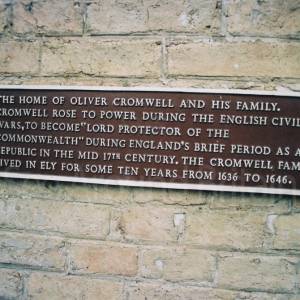 THE HOME OF OLIVER CROMWELL AND HIS FAMILY.
CROMWELL ROSE TO POWER DURING THE ENGLISH CIVIL
WARS, TO BECOME "LORD PROTECTOR OF THE
COMMONWEALTH" DURING ENGLAND'S BRIEF PERIOD AS A
REPUBLIC IN THE MID 17TH CENTURY. THE CROMWELL FAM
LIVED IN ELY FOR SOME TEN YEARS FROM 1636 TO 1646.